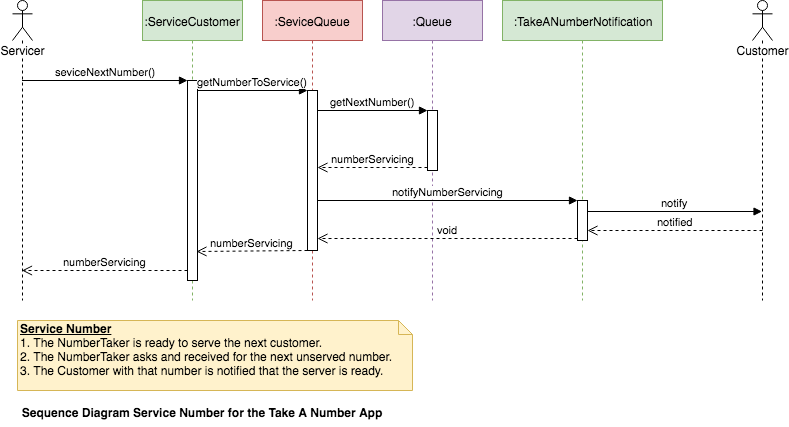 :ServiceCustomer
:SeviceQueue
:Queue
:TakeANumberNotification
Servicer
Customer
seviceNextNumber()
getNumberToService()
getNextNumber()
numberServicing
notifyNumberServicing
notify
notified
void
numberServicing
numberServicing
Service Number
1. The NumberTaker is ready to serve the next customer.
2. The NumberTaker asks and received for the next unserved number.
3. The Customer with that number is notified that the server is ready.
Sequence Diagram Service Number for the Take A Number App